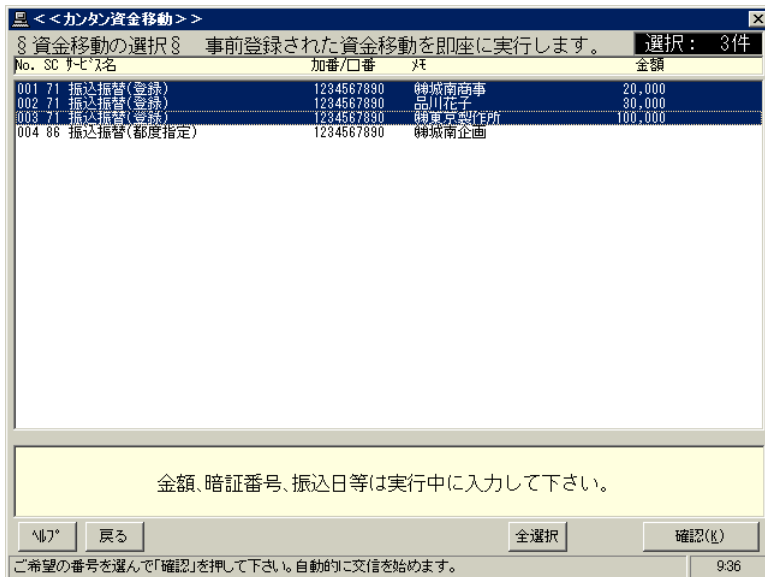 <<カンタン資金移動>>
§資金移動の選択§ 事前登録された資金移動を即座に実行します。 選択: 3件
No. SC ｻｰﾋﾞｽ名 加番/口番 ﾒﾓ 金額
001 71 振込振替(登録) 1234567890 ㈱城南商事 20,000
002 71 振込振替(登録) 1234567890 品川花子 30,000
003 71 振込振替(登録) 1234567890 ㈱東京製作所 100,000
004 86 振込振替(都度指定) 1234567890 ㈱城南企画
金額、暗証番号、振込日等は実行中に入力して下さい。
ﾍﾙﾌﾟ 戻る 全選択 確認(K)
ご希望の番号を選んで「確認」を押して下さい。自動的に交信を始めます。 9:36